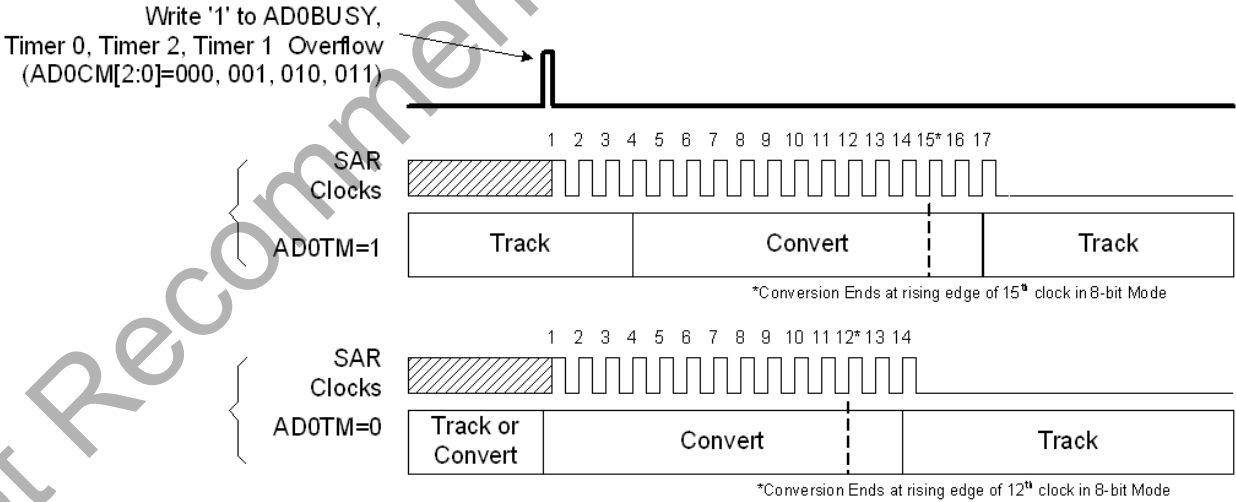 Write '1' to AD0BUSY,
Timer 0, Timer 2, Timer 1 Overflow
(AD0CM[2:0]=000, 001, 010, 011)
1 2 3 4 5 6 7 8 9 10 11 12 13 14 15* 16 17
SAR
Clocks
AD0TM=1
Track
Convert
Track
*Conversion Ends at rising edge of 15th clock in 8-bit Mode
1 2 3 4 5 6 7 8 9 10 11 12* 13 14
SAR
Clocks
AD0TM=0
Track or
Convert
Convert
Track
*Conversion Ends at rising edge of 12th clock in 8-bit Mode